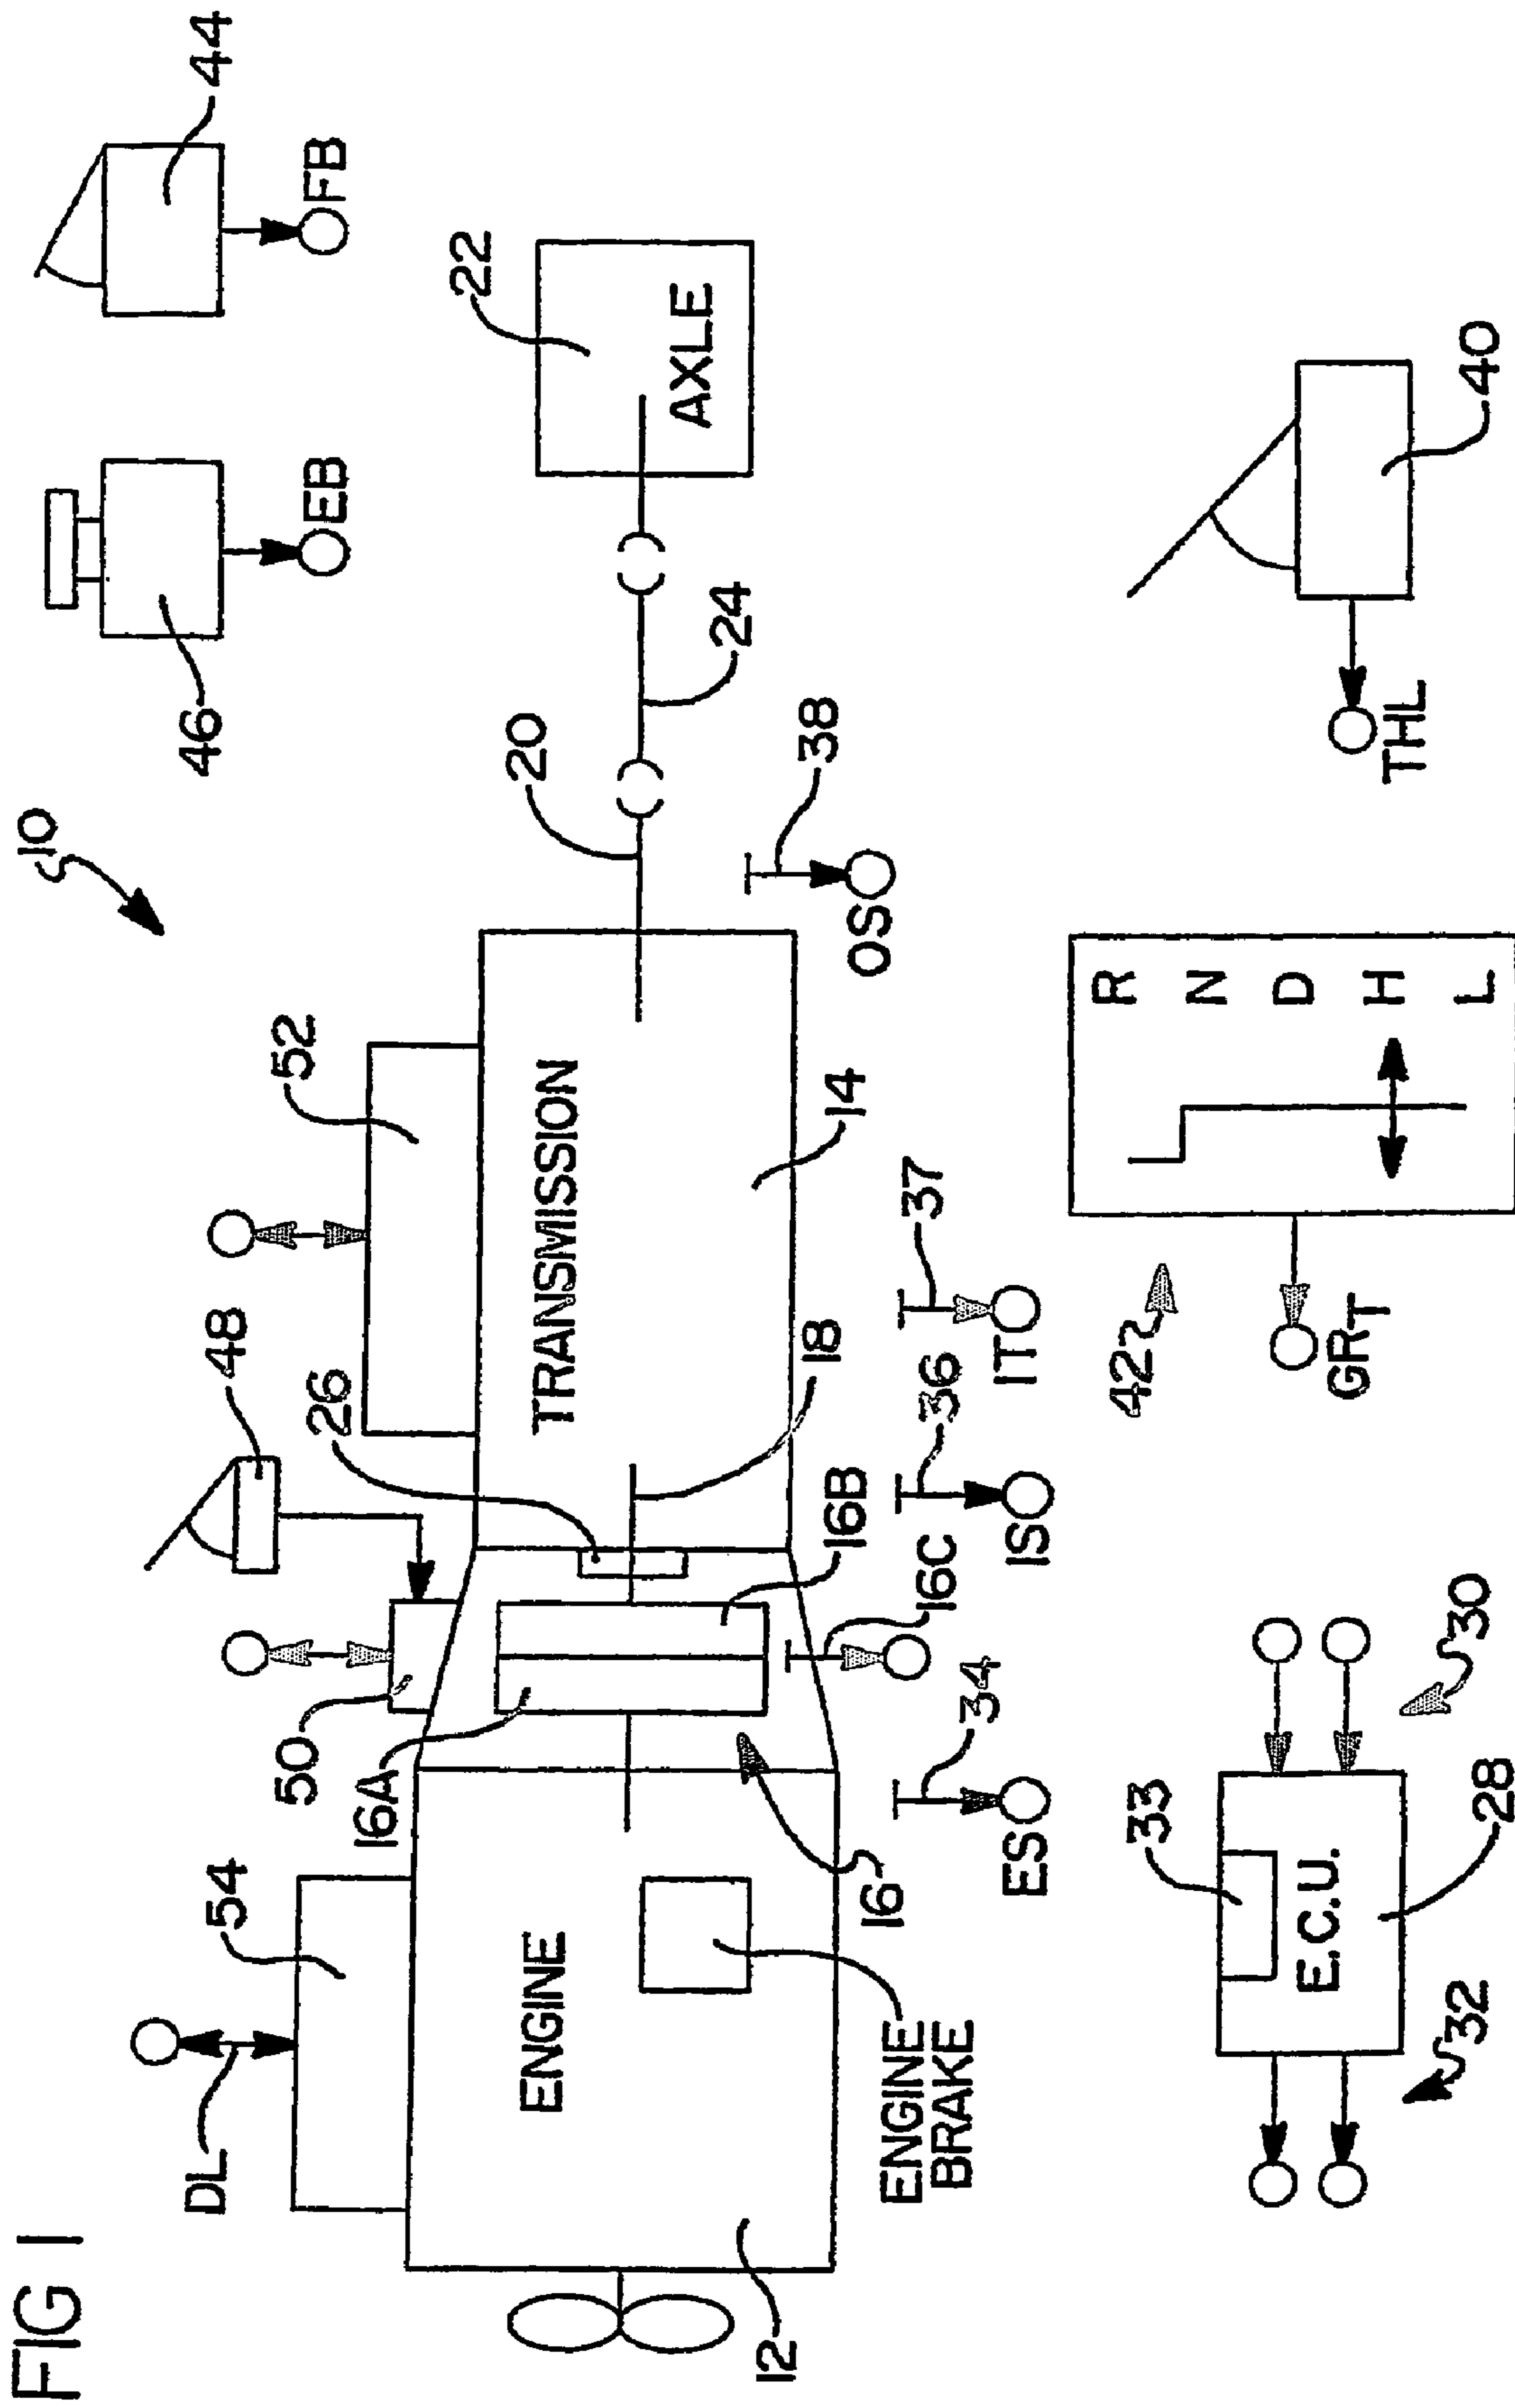 FIG 1
10
46
EB
44
FB
DL
54
50
48
26
52
20
24
22
AXLE
ENGINE
16A
TRANSMISSION
18
14
38
OS
12
ENGINE
BRAKE
16
34
ES
16C
16B
36
IS
37
IT
32
33
E.C.U.
28
30
42
GRT
R
N
D
H
L
THL
40